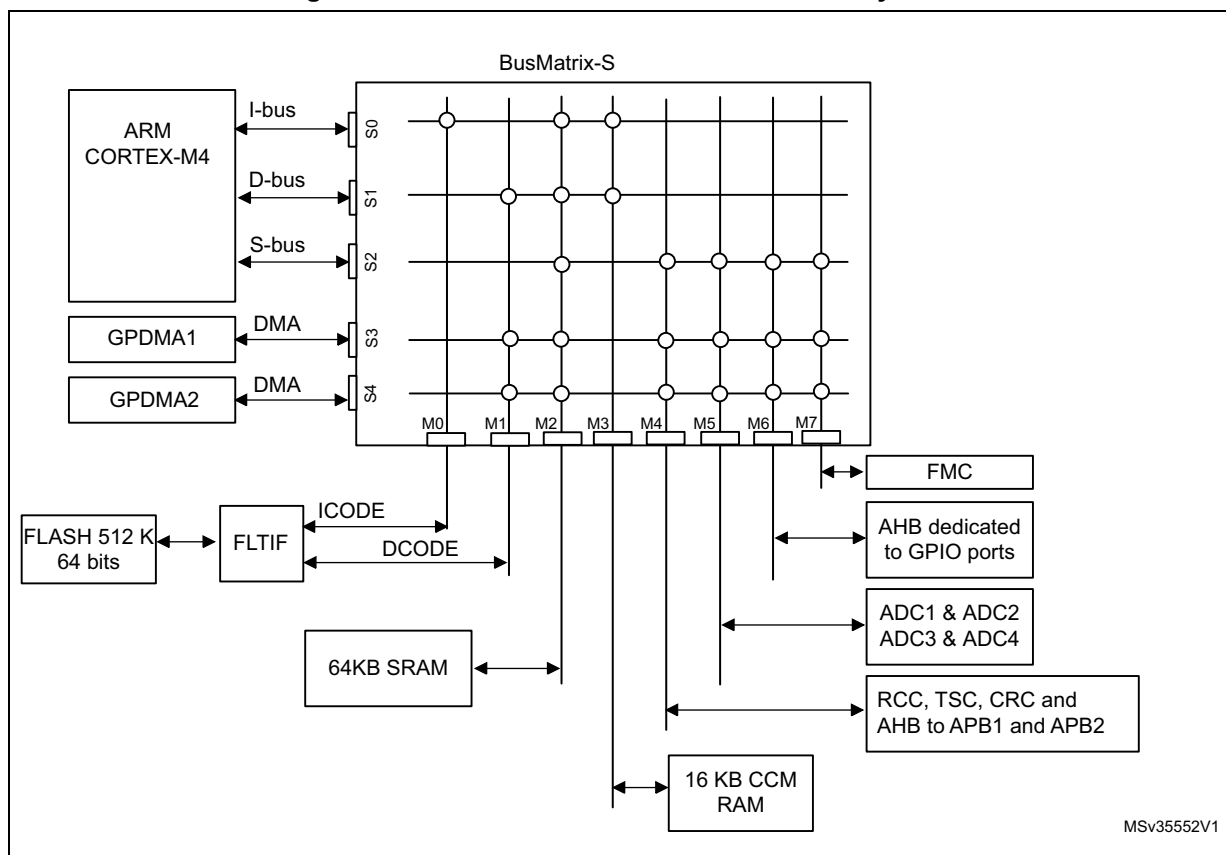 BusMatrix-S
ARM
CORTEX-M4
I-bus
S0
D-bus
S1
S-bus
S2
GPDMA1
DMA
S3
GPDMA2
DMA
S4
M0
M1
M2
M3
M4
M5
M6
M7
FMC
FLASH 512 K
64 bits
FLTIF
ICODE
DCODE
AHB dedicated
to GPIO ports
ADC1 & ADC2
ADC3 & ADC4
64KB SRAM
RCC, TSC, CRC and
AHB to APB1 and APB2
16 KB CCM
RAM
MSv35552V1